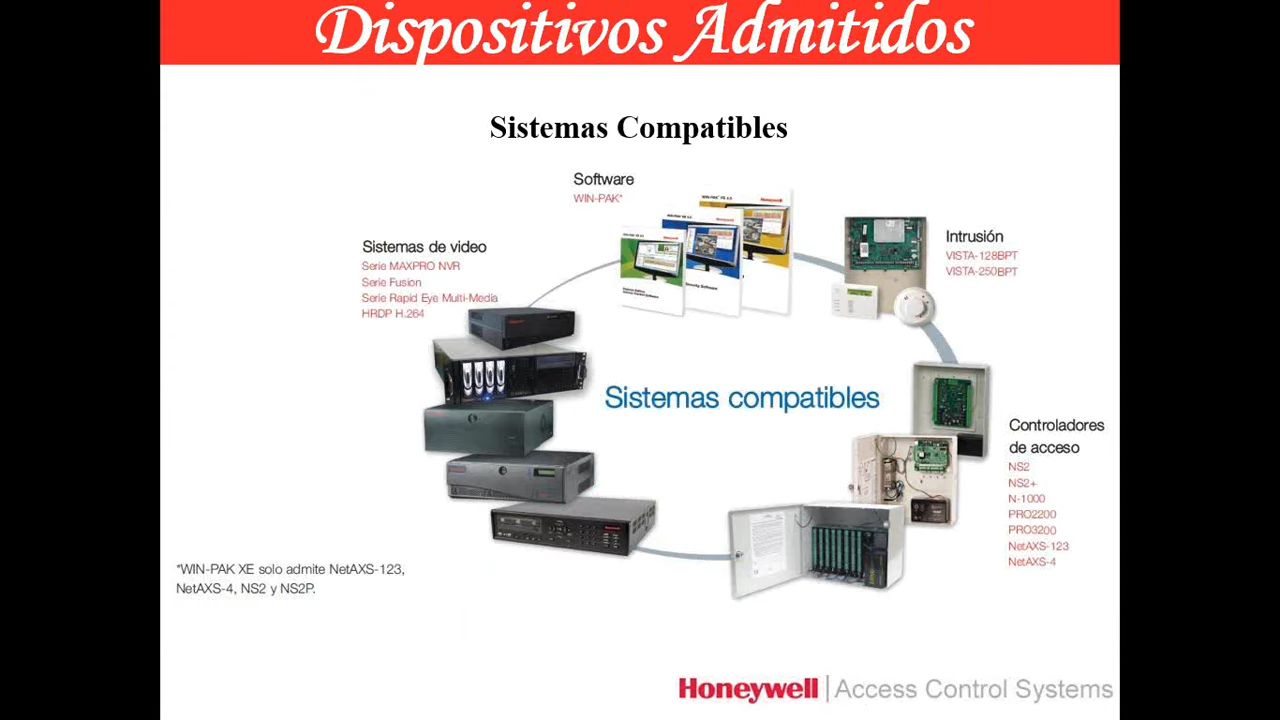 Dispositivos Admitidos
Sistemas Compatibles
Software
WIN-PAK*
Sistemas de video
Serie MAXPRO NVR
Serie Fusion
Serie Rapid Eye Multi-Media
HRDP H.264
Intrusión
VISTA-128BPT
VISTA-250BPT
Sistemas compatibles
Controladores
de acceso
NS2
NS2+
N-1000
PRO2200
PRO3200
NetAXS-123
NetAXS-4
*WIN-PAK XE solo admite NetAXS-123,
NetAXS-4, NS2 y NS2P.
Honeywell | Access Control Systems